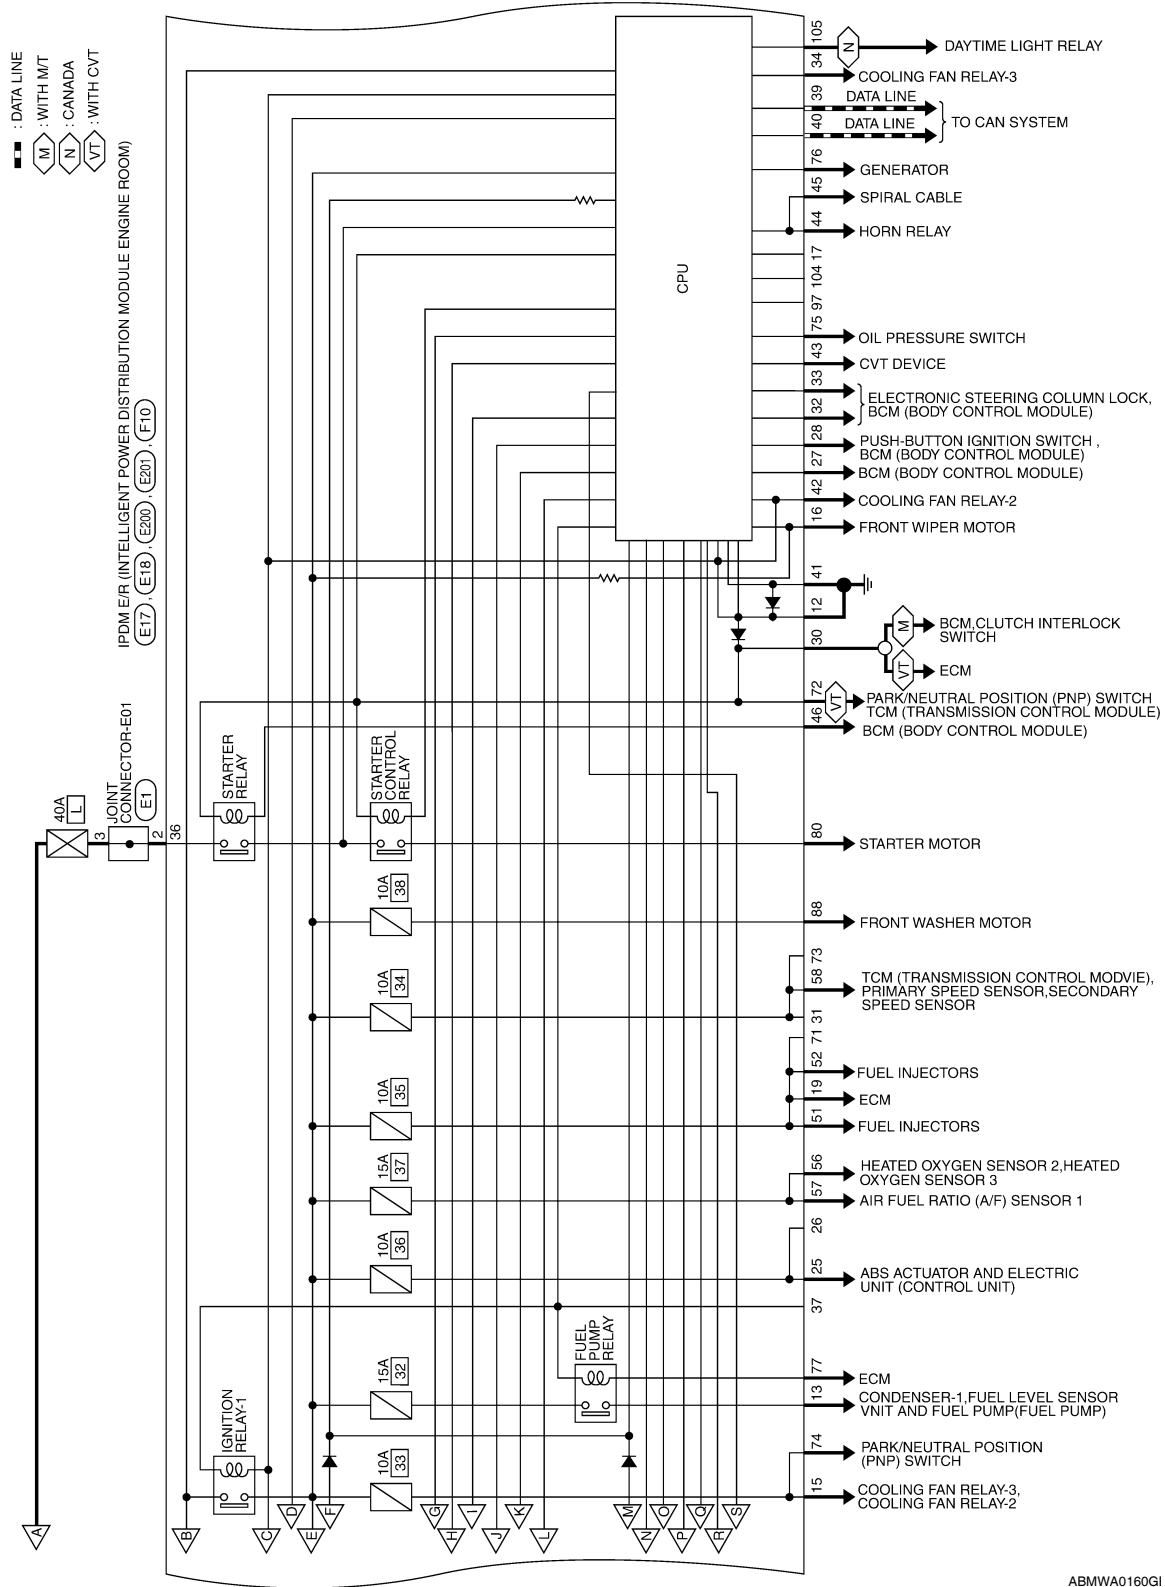 : DATA LINE
M : WITH M/T
N : CANADA
VT : WITH CVT
IPDM E/R (INTELLIGENT POWER DISTRIBUTION MODULE ENGINE ROOM)
E17 , E18 , E200 , E201 , F10
CPU
105
N
DAYTIME LIGHT RELAY
34
COOLING FAN RELAY-3
39
DATA LINE
40
DATA LINE
TO CAN SYSTEM
76
GENERATOR
45
SPIRAL CABLE
44
HORN RELAY
17
104
97
75
OIL PRESSURE SWITCH
43
CVT DEVICE
33
32
ELECTRONIC STEERING COLUMN LOCK,
BCM (BODY CONTROL MODULE)
28
PUSH-BUTTON IGNITION SWITCH ,
BCM (BODY CONTROL MODULE)
27
BCM (BODY CONTROL MODULE)
42
COOLING FAN RELAY-2
16
FRONT WIPER MOTOR
41
12
30
M
BCM,CLUTCH INTERLOCK
SWITCH
VT
ECM
72
VT
PARK/NEUTRAL POSITION (PNP) SWITCH
TCM (TRANSMISSION CONTROL MODULE)
46
BCM (BODY CONTROL MODULE)
40A
L
JOINT
CONNECTOR-E01
E1
3
2
36
STARTER
RELAY
STARTER
CONTROL
RELAY
80
STARTER MOTOR
10A
38
88
FRONT WASHER MOTOR
10A
34
73
58
31
TCM (TRANSMISSION CONTROL MODVIE),
PRIMARY SPEED SENSOR,SECONDARY
SPEED SENSOR
71
52
FUEL INJECTORS
19
ECM
10A
35
51
FUEL INJECTORS
15A
37
56
HEATED OXYGEN SENSOR 2,HEATED
OXYGEN SENSOR 3
57
AIR FUEL RATIO (A/F) SENSOR 1
10A
36
26
25
ABS ACTUATOR AND ELECTRIC
UNIT (CONTROL UNIT)
37
FUEL
PUMP
RELAY
15A
32
77
ECM
13
CONDENSER-1,FUEL LEVEL SENSOR
VNIT AND FUEL PUMP(FUEL PUMP)
IGNITION
RELAY-1
10A
33
74
PARK/NEUTRAL POSITION
(PNP) SWITCH
15
COOLING FAN RELAY-3,
COOLING FAN RELAY-2
A
B
C
D
E
F
G
H
I
J
K
L
M
N
O
P
Q
R
S
ABMWA0160GI